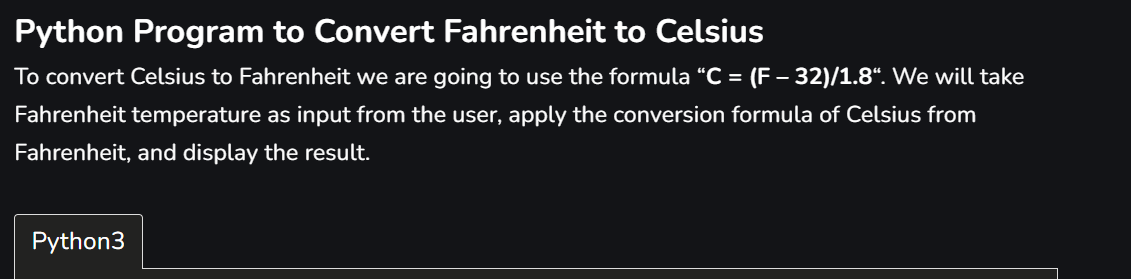 Python Program to Convert Fahrenheit to Celsius
To convert Celsius to Fahrenheit we are going to use the formula “C = (F – 32)/1.8“. We will take
Fahrenheit temperature as input from the user, apply the conversion formula of Celsius from
Fahrenheit, and display the result.
Python3